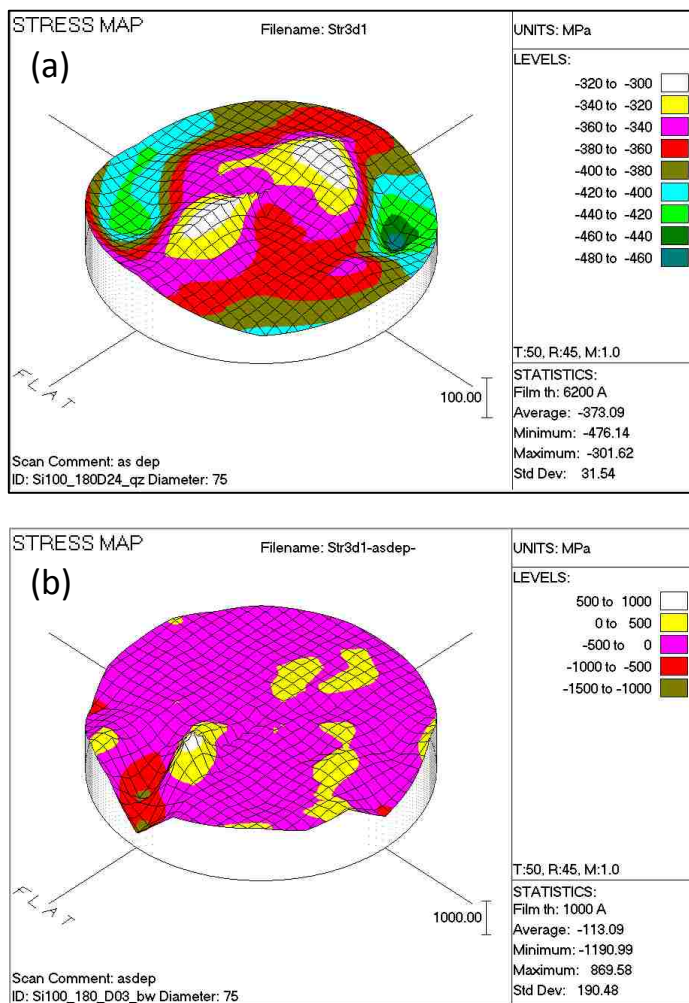 STRESS MAP
Filename: Str3d1
(a)
FLAT
100.00
Scan Comment: as dep
ID: Si100_180D24_qz Diameter: 75
UNITS: MPa
LEVELS:
-320 to -300
-340 to -320
-360 to -340
-380 to -360
-400 to -380
-420 to -400
-440 to -420
-460 to -440
-480 to -460
T:50, R:45, M:1.0
STATISTICS:
Film th: 6200 A
Average: -373.09
Minimum: -476.14
Maximum: -301.62
Std Dev: 31.54
STRESS MAP
Filename: Str3d1-asdep-
(b)
FLAT
1000.00
Scan Comment: asdep
ID: Si100_180_D03_bw Diameter: 75
UNITS: MPa
LEVELS:
500 to 1000
0 to 500
-500 to 0
-1000 to -500
-1500 to -1000
T:50, R:45, M:1.0
STATISTICS:
Film th: 1000 A
Average: -113.09
Minimum: -1190.99
Maximum: 869.58
Std Dev: 190.48